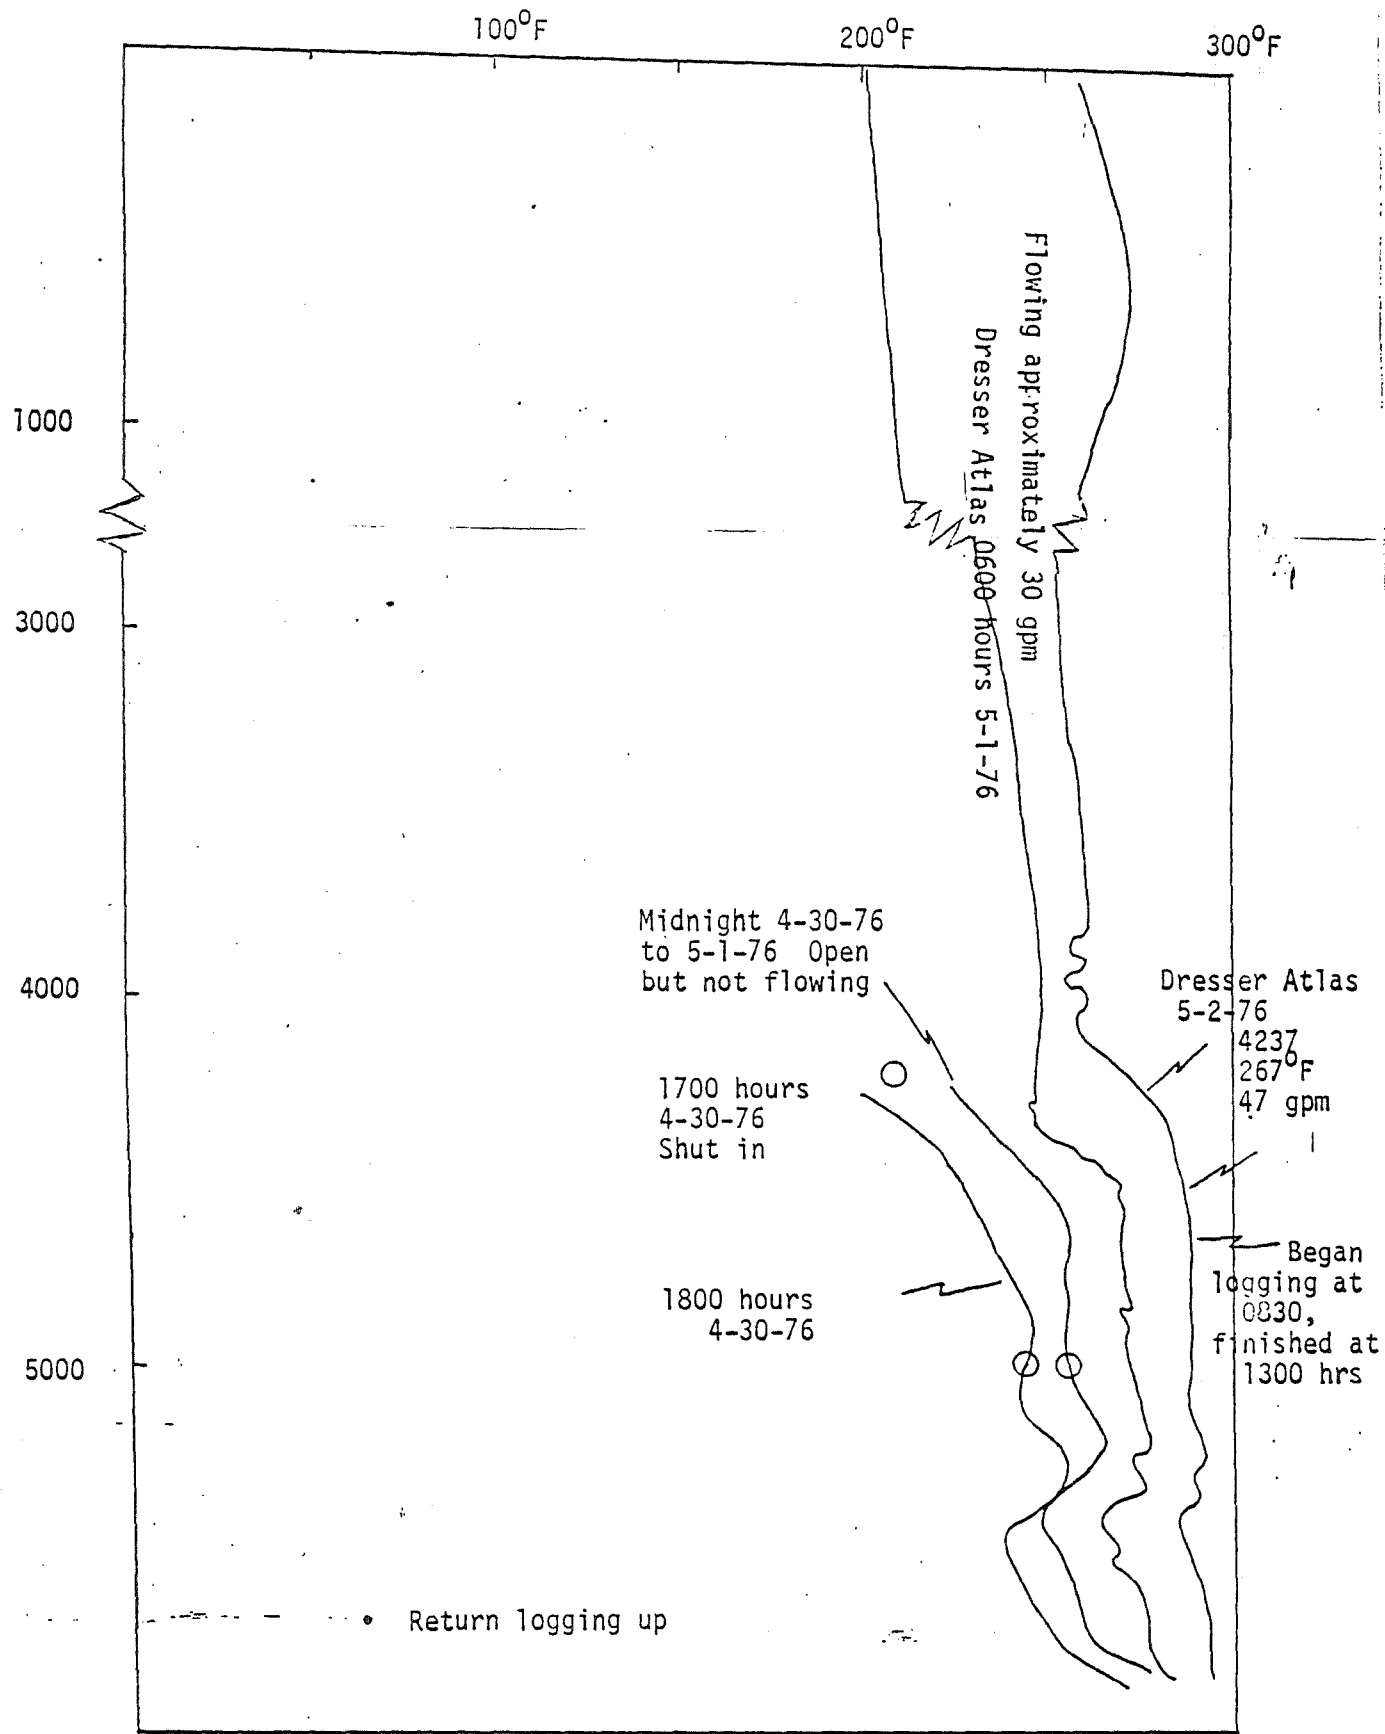 100°F
200°F
300°F
Flowing approximately 30 gpm
Dresser Atlas 0600 hours 5-1-76
1000
3000
Midnight 4-30-76
to 5-1-76 Open
but not flowing
4000
Dresser Atlas
5-2-76
4237
267°F
47 gpm
1700 hours
4-30-76
Shut in
Began
logging at
0830,
finished at
1300 hrs
1800 hours
4-30-76
5000
Return logging up